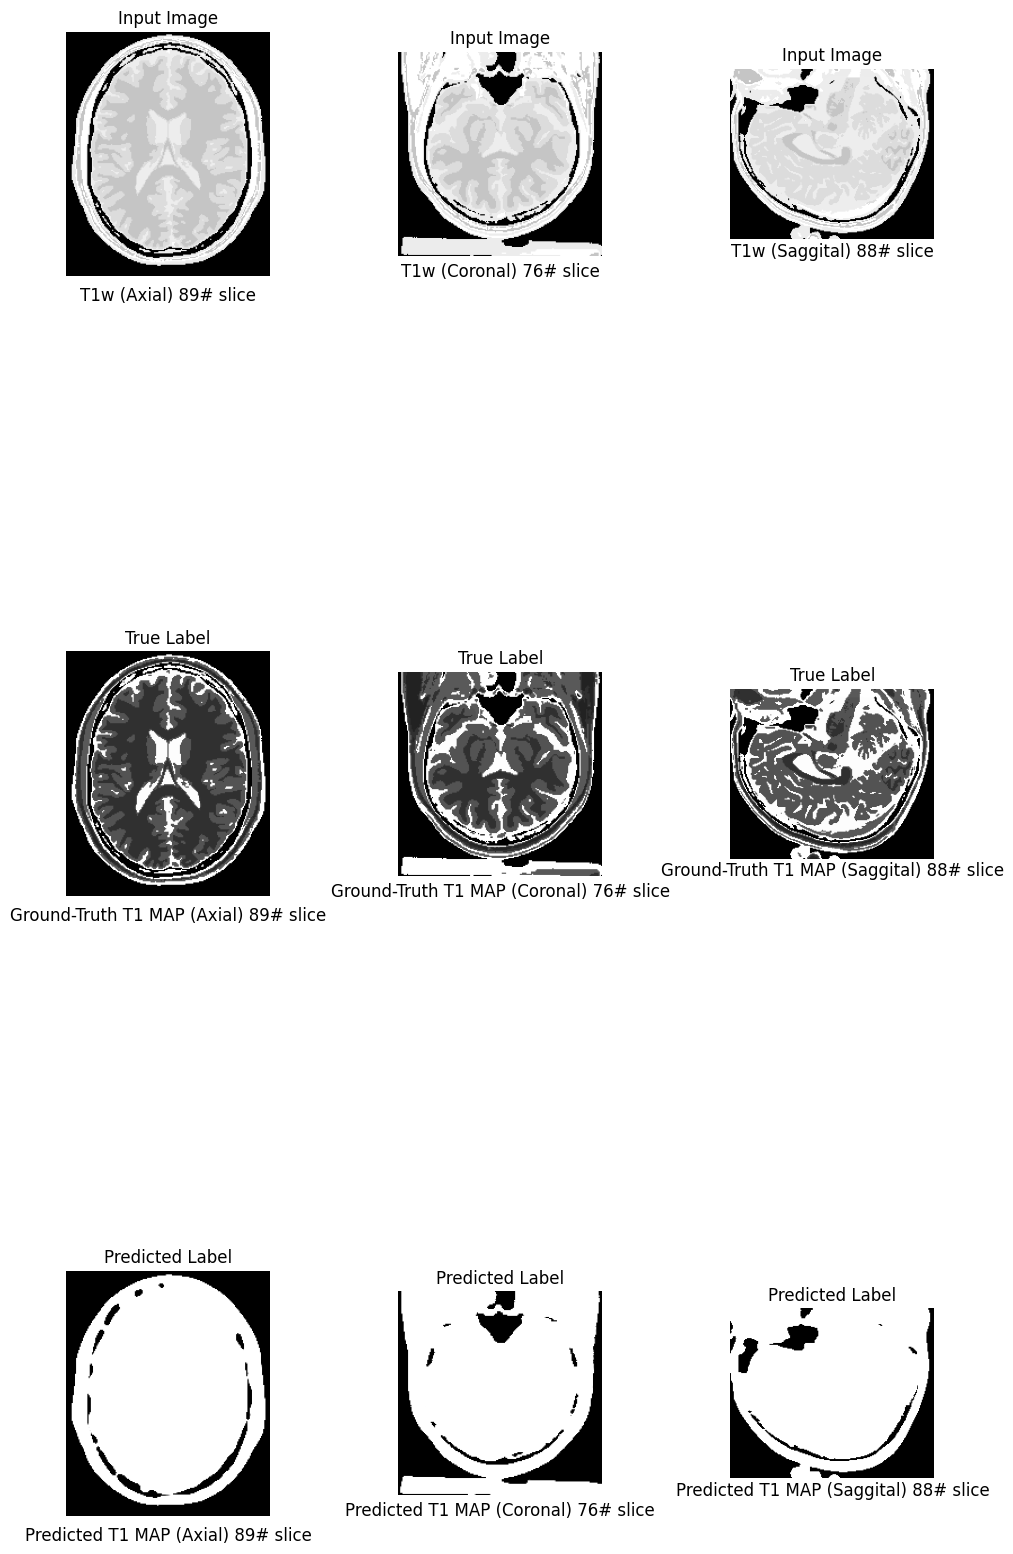 Input Image
Input Image
Input Image
T1w (Axial) 89# slice
T1w (Coronal) 76# slice
T1w (Saggital) 88# slice
True Label
True Label
True Label
Ground-Truth T1 MAP (Axial) 89# slice
Ground-Truth T1 MAP (Coronal) 76# slice
Ground-Truth T1 MAP (Saggital) 88# slice
Predicted Label
Predicted Label
Predicted Label
Predicted T1 MAP (Axial) 89# slice
Predicted T1 MAP (Coronal) 76# slice
Predicted T1 MAP (Saggital) 88# slice